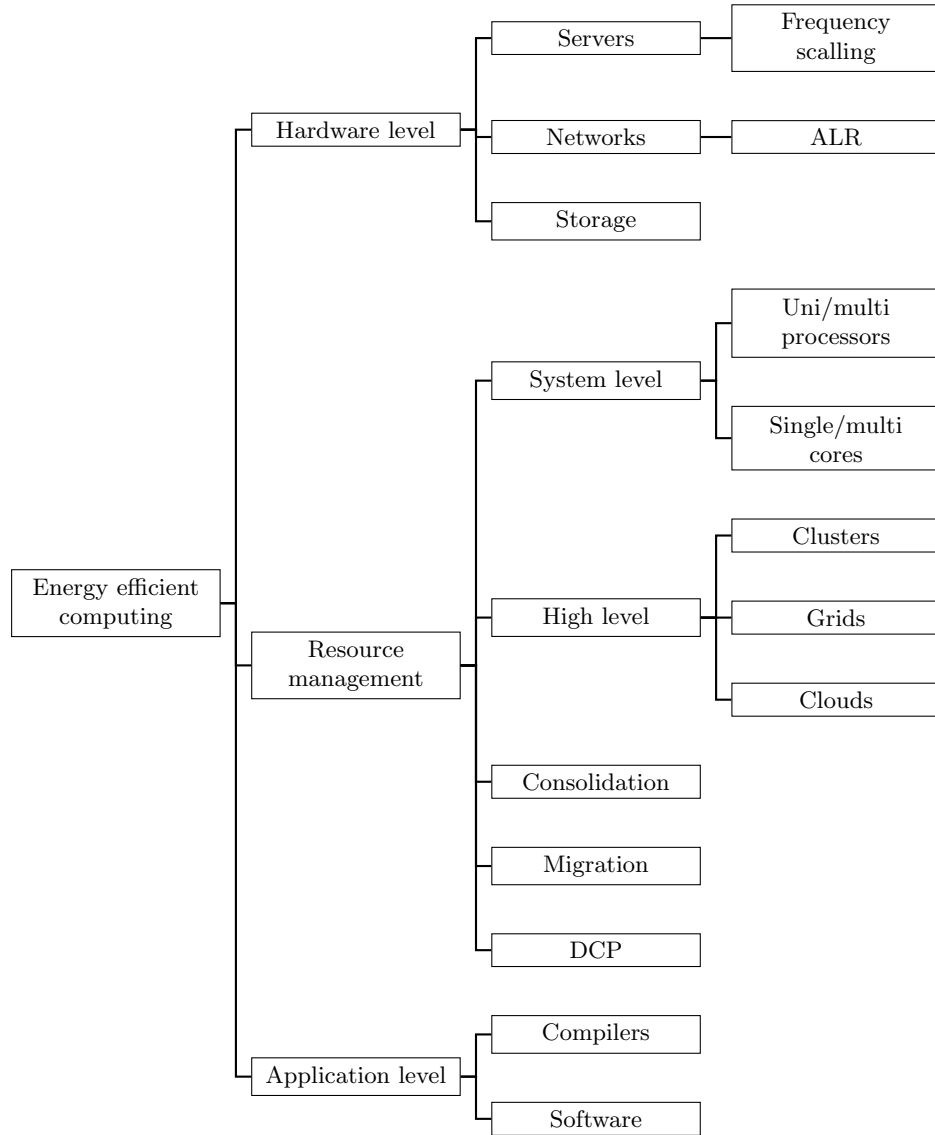 Frequency
scalling
Servers
Hardware level
Networks
ALR
Storage
Uni/multi
processors
System level
Single/multi
cores
Clusters
Energy efficient
computing
High level
Grids
Resource
management
Clouds
Consolidation
Migration
DCP
Compilers
Application level
Software